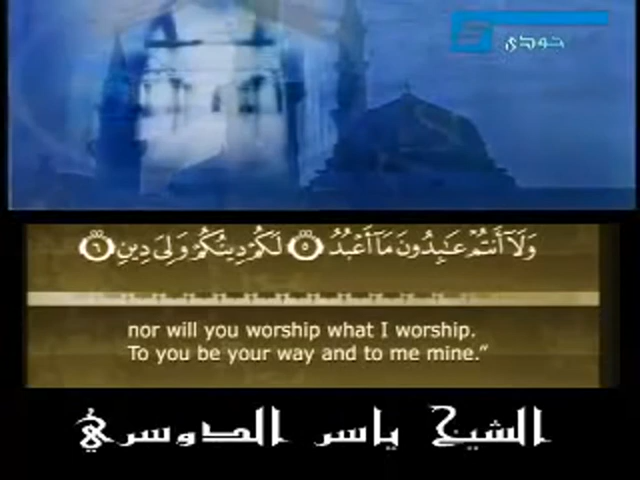 جودي
وَلَآ أَنتُمْ عَٰبِدُونَ مَآ أَعْبُدُ ٥ لَكُمْ دِينُكُمْ وَلِىَ دِينِ ٦
nor will you worship what I worship.
To you be your way and to me mine.”
الشيخ ياسر الدوسري